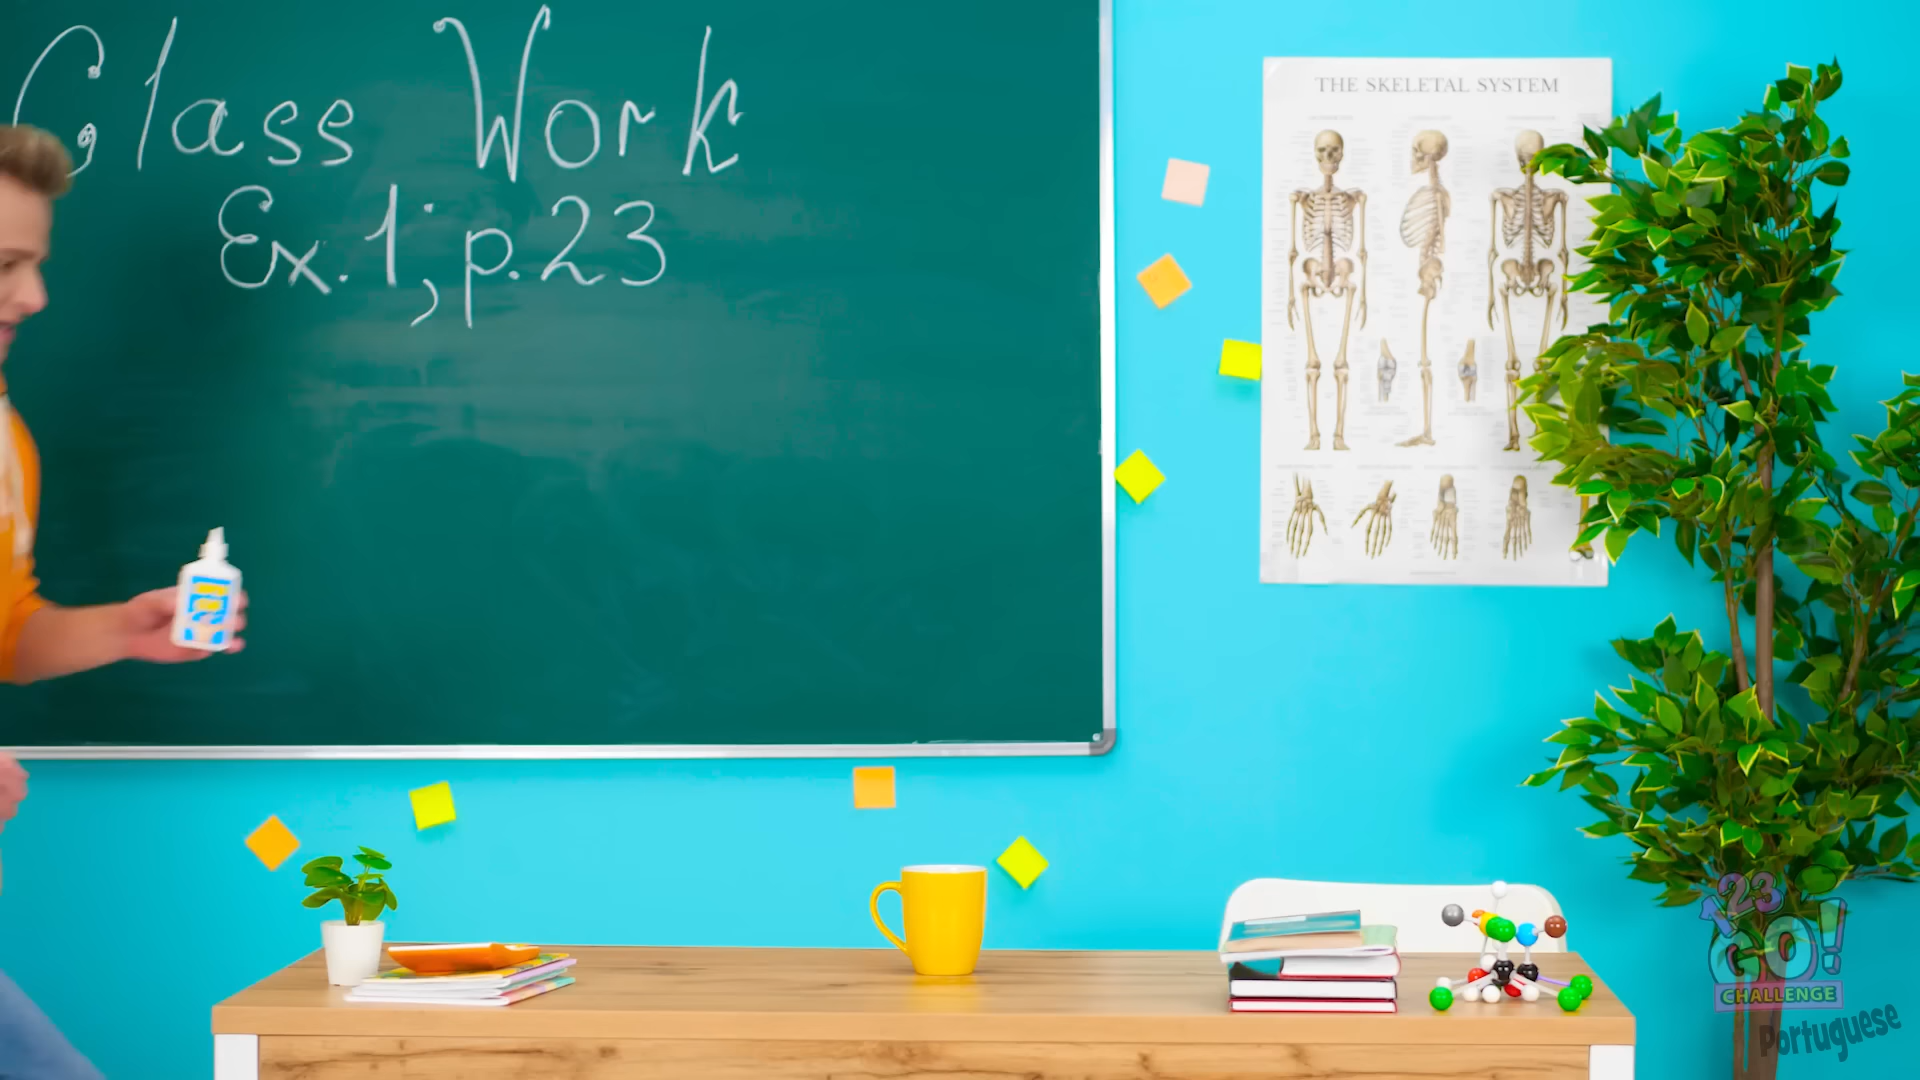 Class Work
Ex. 1; p. 23
THE SKELETAL SYSTEM
123
GO!
CHALLENGE
Portuguese